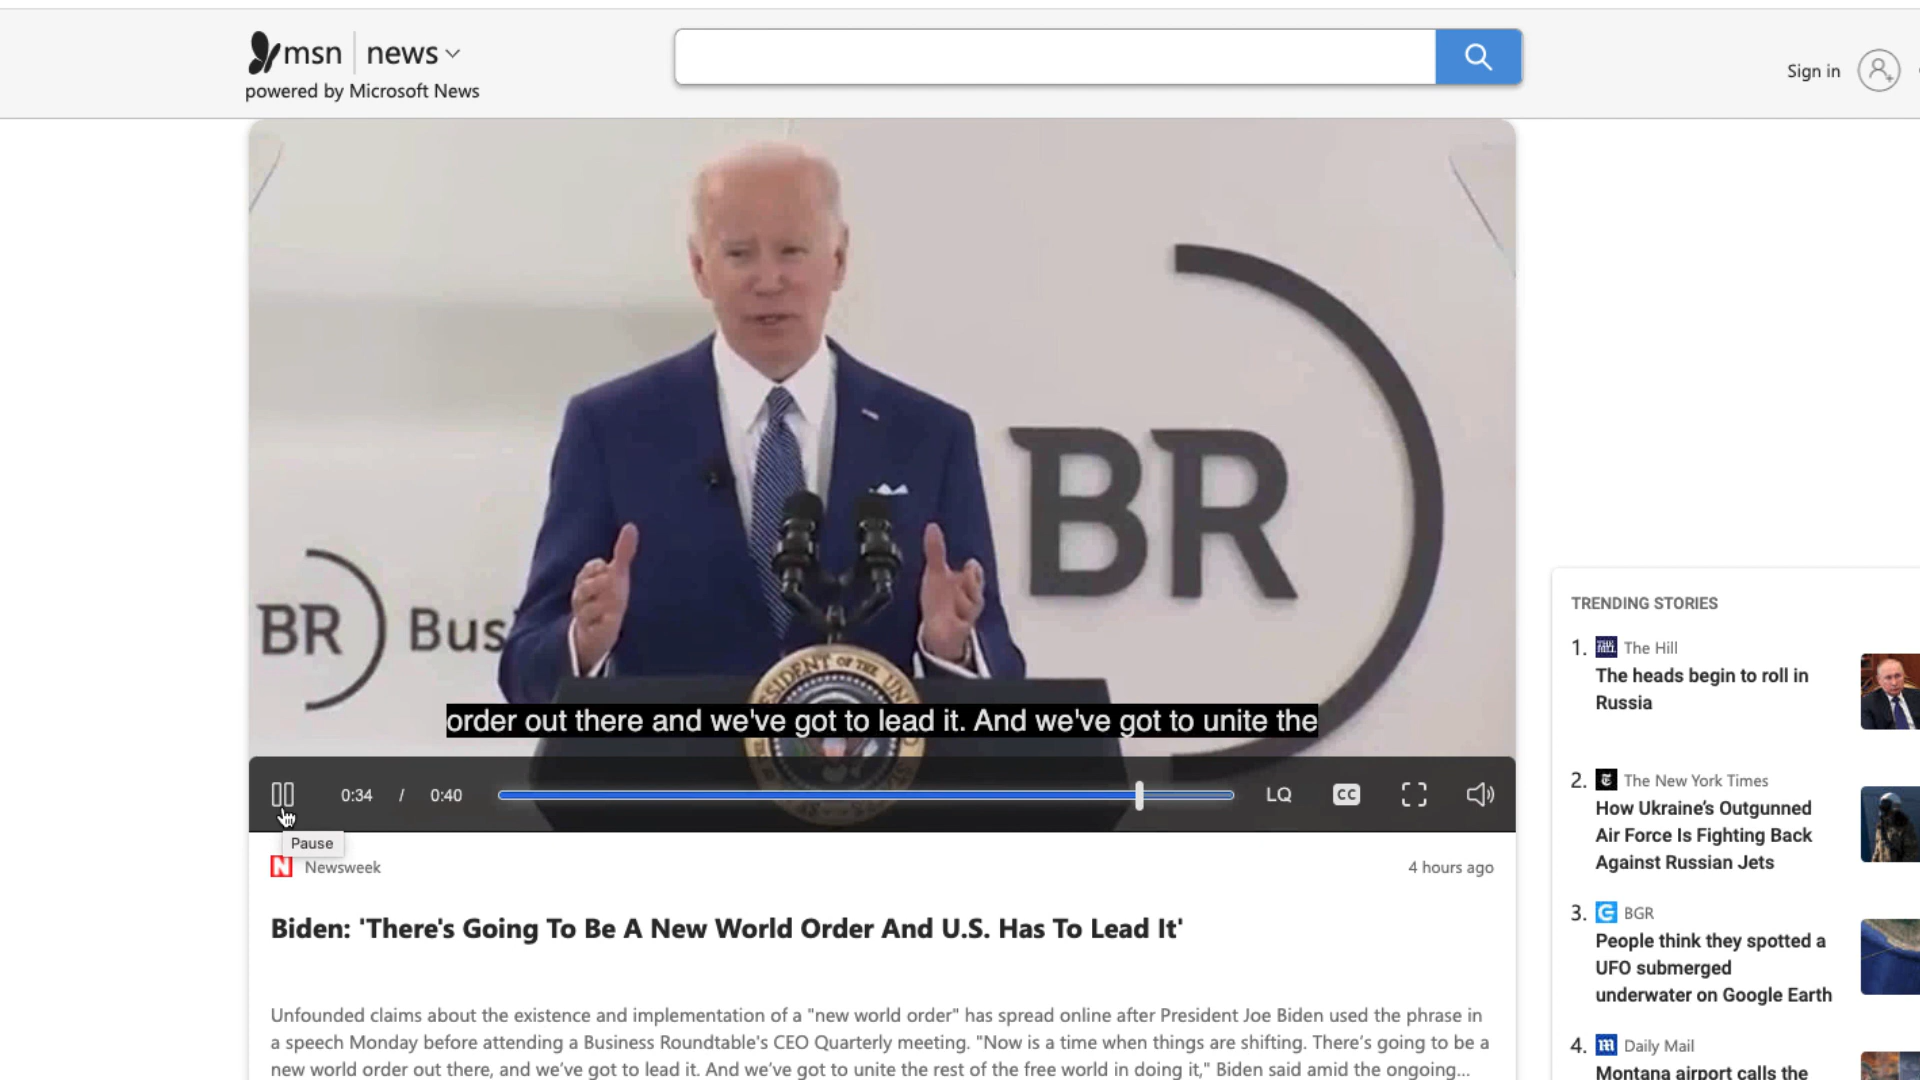 msn | news
powered by Microsoft News
Sign in
BR
BR Bus
SIDENT OF THE UNI
order out there and we've got to lead it. And we've got to unite the
0:34 / 0:40
LQ
CC
Pause
Newsweek
4 hours ago
Biden: 'There's Going To Be A New World Order And U.S. Has To Lead It'
Unfounded claims about the existence and implementation of a "new world order" has spread online after President Joe Biden used the phrase in
a speech Monday before attending a Business Roundtable's CEO Quarterly meeting. "Now is a time when things are shifting. There's going to be a
new world order out there, and we've got to lead it. And we've got to unite the rest of the free world in doing it," Biden said amid the ongoing...
TRENDING STORIES
1. The Hill
The heads begin to roll in
Russia
2. The New York Times
How Ukraine's Outgunned
Air Force Is Fighting Back
Against Russian Jets
3. BGR
People think they spotted a
UFO submerged
underwater on Google Earth
4. Daily Mail
Montana airport calls the